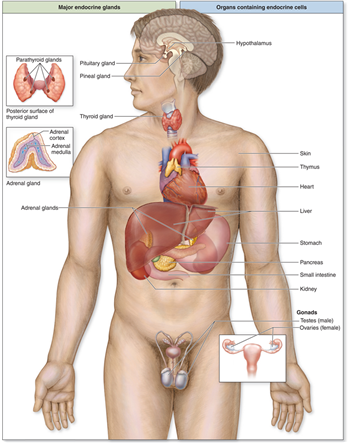 Major endocrine glands
Organs containing endocrine cells
Hypothalamus
Parathyroid glands
Pituitary gland
Pineal gland
Posterior surface of
thyroid gland
Thyroid gland
Adrenal
cortex
Adrenal
medulla
Adrenal gland
Skin
Thymus
Heart
Adrenal glands
Liver
Stomach
Pancreas
Small intestine
Kidney
Gonads
Testes (male)
Ovaries (female)